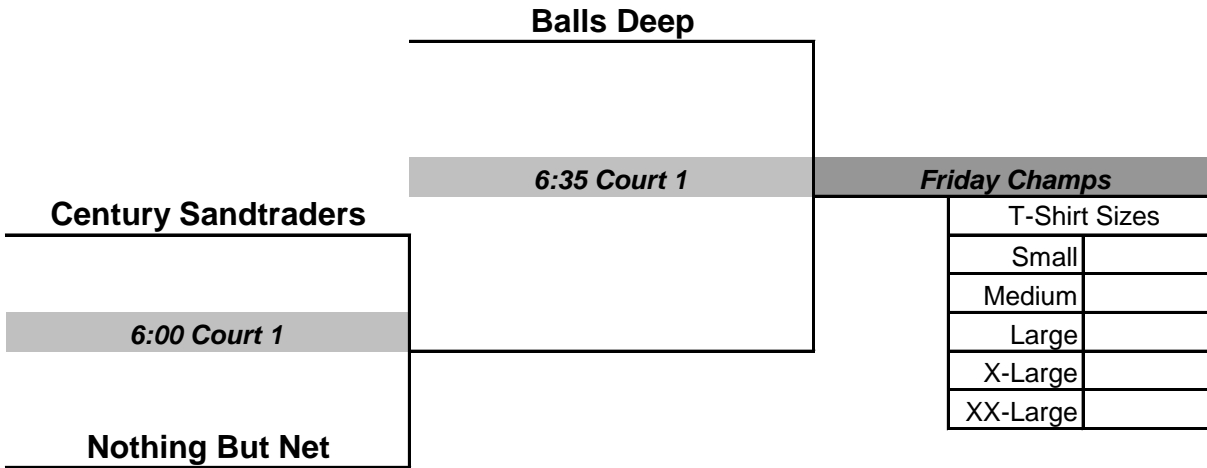 Balls Deep
6:35 Court 1
Friday Champs
Century Sandtraders
T-Shirt Sizes
Small
Medium
6:00 Court 1
Large
X-Large
XX-Large
Nothing But Net